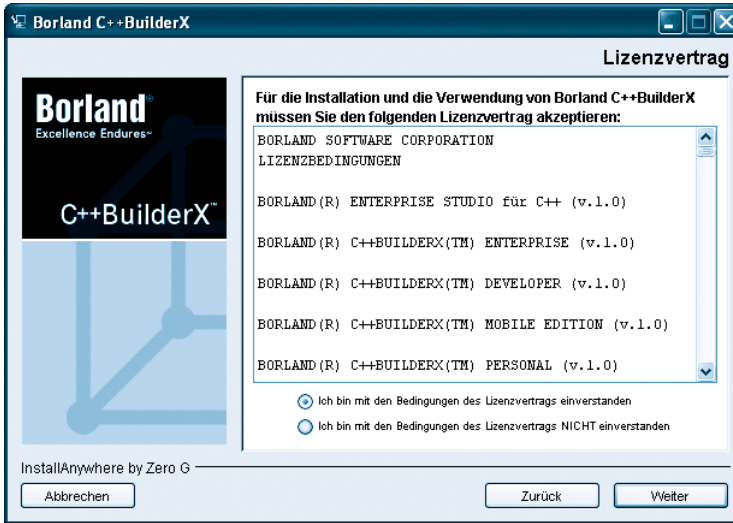 Borland C++BuilderX
Lizenzvertrag
Borland®
Excellence Endures™
C++BuilderX™
Für die Installation und die Verwendung von Borland C++BuilderX
müssen Sie den folgenden Lizenzvertrag akzeptieren:
BORLAND SOFTWARE CORPORATION
LIZENZBEDINGUNGEN
BORLAND(R) ENTERPRISE STUDIO für C++ (v.1.0)
BORLAND(R) C++BUILDERX(TM) ENTERPRISE (v.1.0)
BORLAND(R) C++BUILDERX(TM) DEVELOPER (v.1.0)
BORLAND(R) C++BUILDERX(TM) MOBILE EDITION (v.1.0)
BORLAND(R) C++BUILDERX(TM) PERSONAL (v.1.0)
Ich bin mit den Bedingungen des Lizenzvertrags einverstanden
Ich bin mit den Bedingungen des Lizenzvertrags NICHT einverstanden
InstallAnywhere by Zero G
Abbrechen
Zurück
Weiter